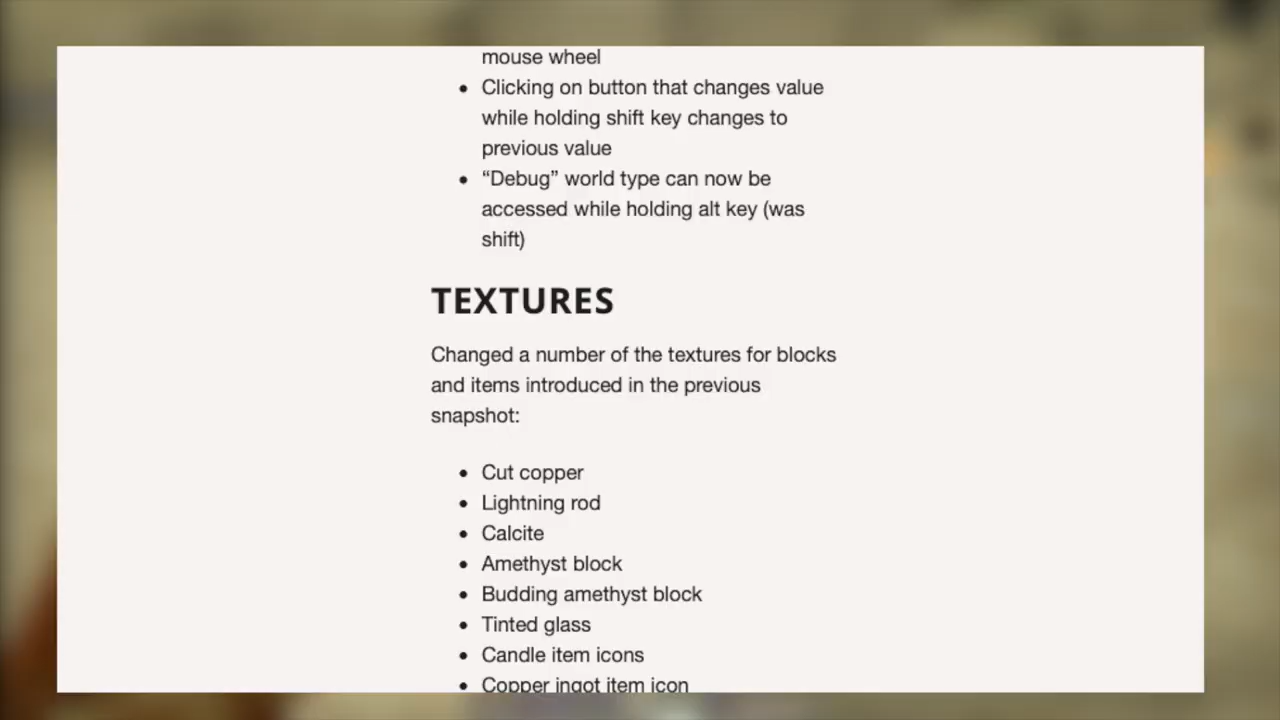 mouse wheel
• Clicking on button that changes value
while holding shift key changes to
previous value
• “Debug” world type can now be
accessed while holding alt key (was
shift)
TEXTURES
Changed a number of the textures for blocks
and items introduced in the previous
snapshot:
• Cut copper
• Lightning rod
• Calcite
• Amethyst block
• Budding amethyst block
• Tinted glass
• Candle item icons
• Copper ingot item icon